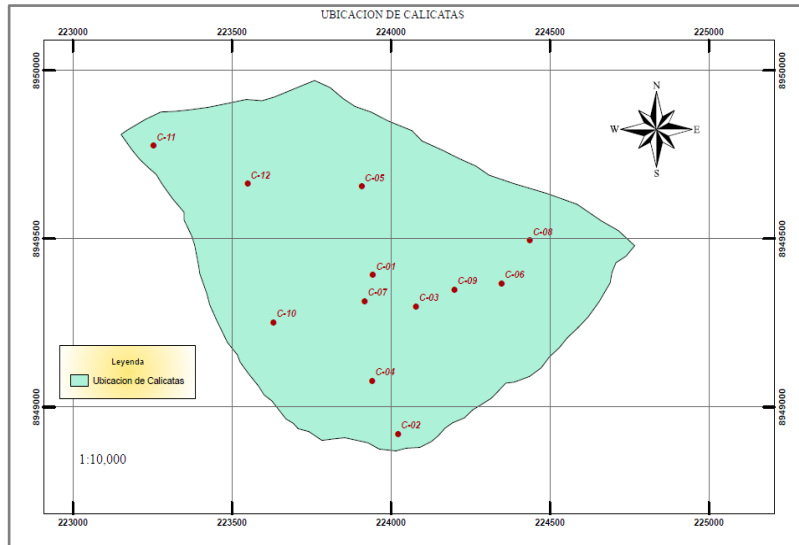 UBICACION DE CALICATAS
223000 223500 224000 224500 225000
8950000 8950000
N
W E
S
C-11
C-12 C-05
8949500 8949500
C-08
C-01
C-09 C-06
C-07 C-03
C-10
Leyenda
Ubicacion de Calicatas
C-04
8949000 8949000
C-02
1:10,000
223000 223500 224000 224500 225000